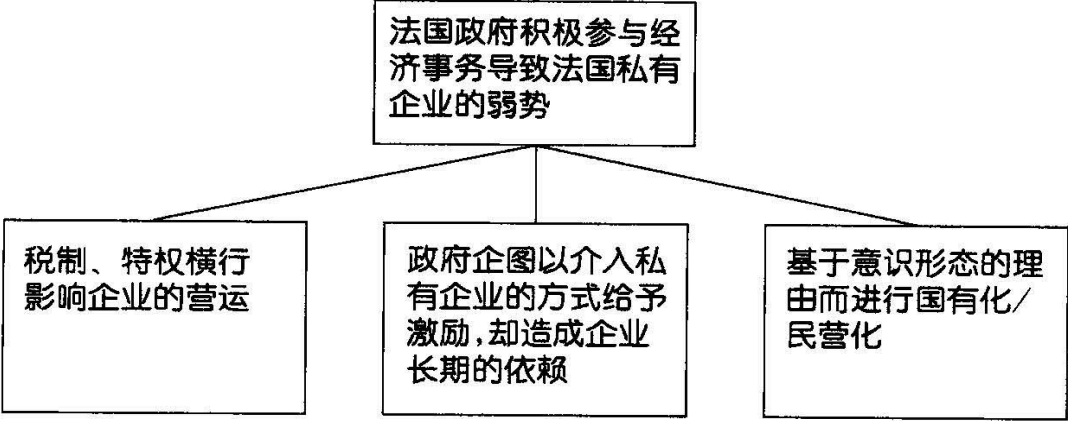 法国政府积极参与经
济事务导致法国私有
企业的弱势
税制、特权横行
影响企业的营运
政府企图以介入私
有企业的方式给予
激励,却造成企业
长期的依赖
基于意识形态的理
由而进行国有化/
民营化